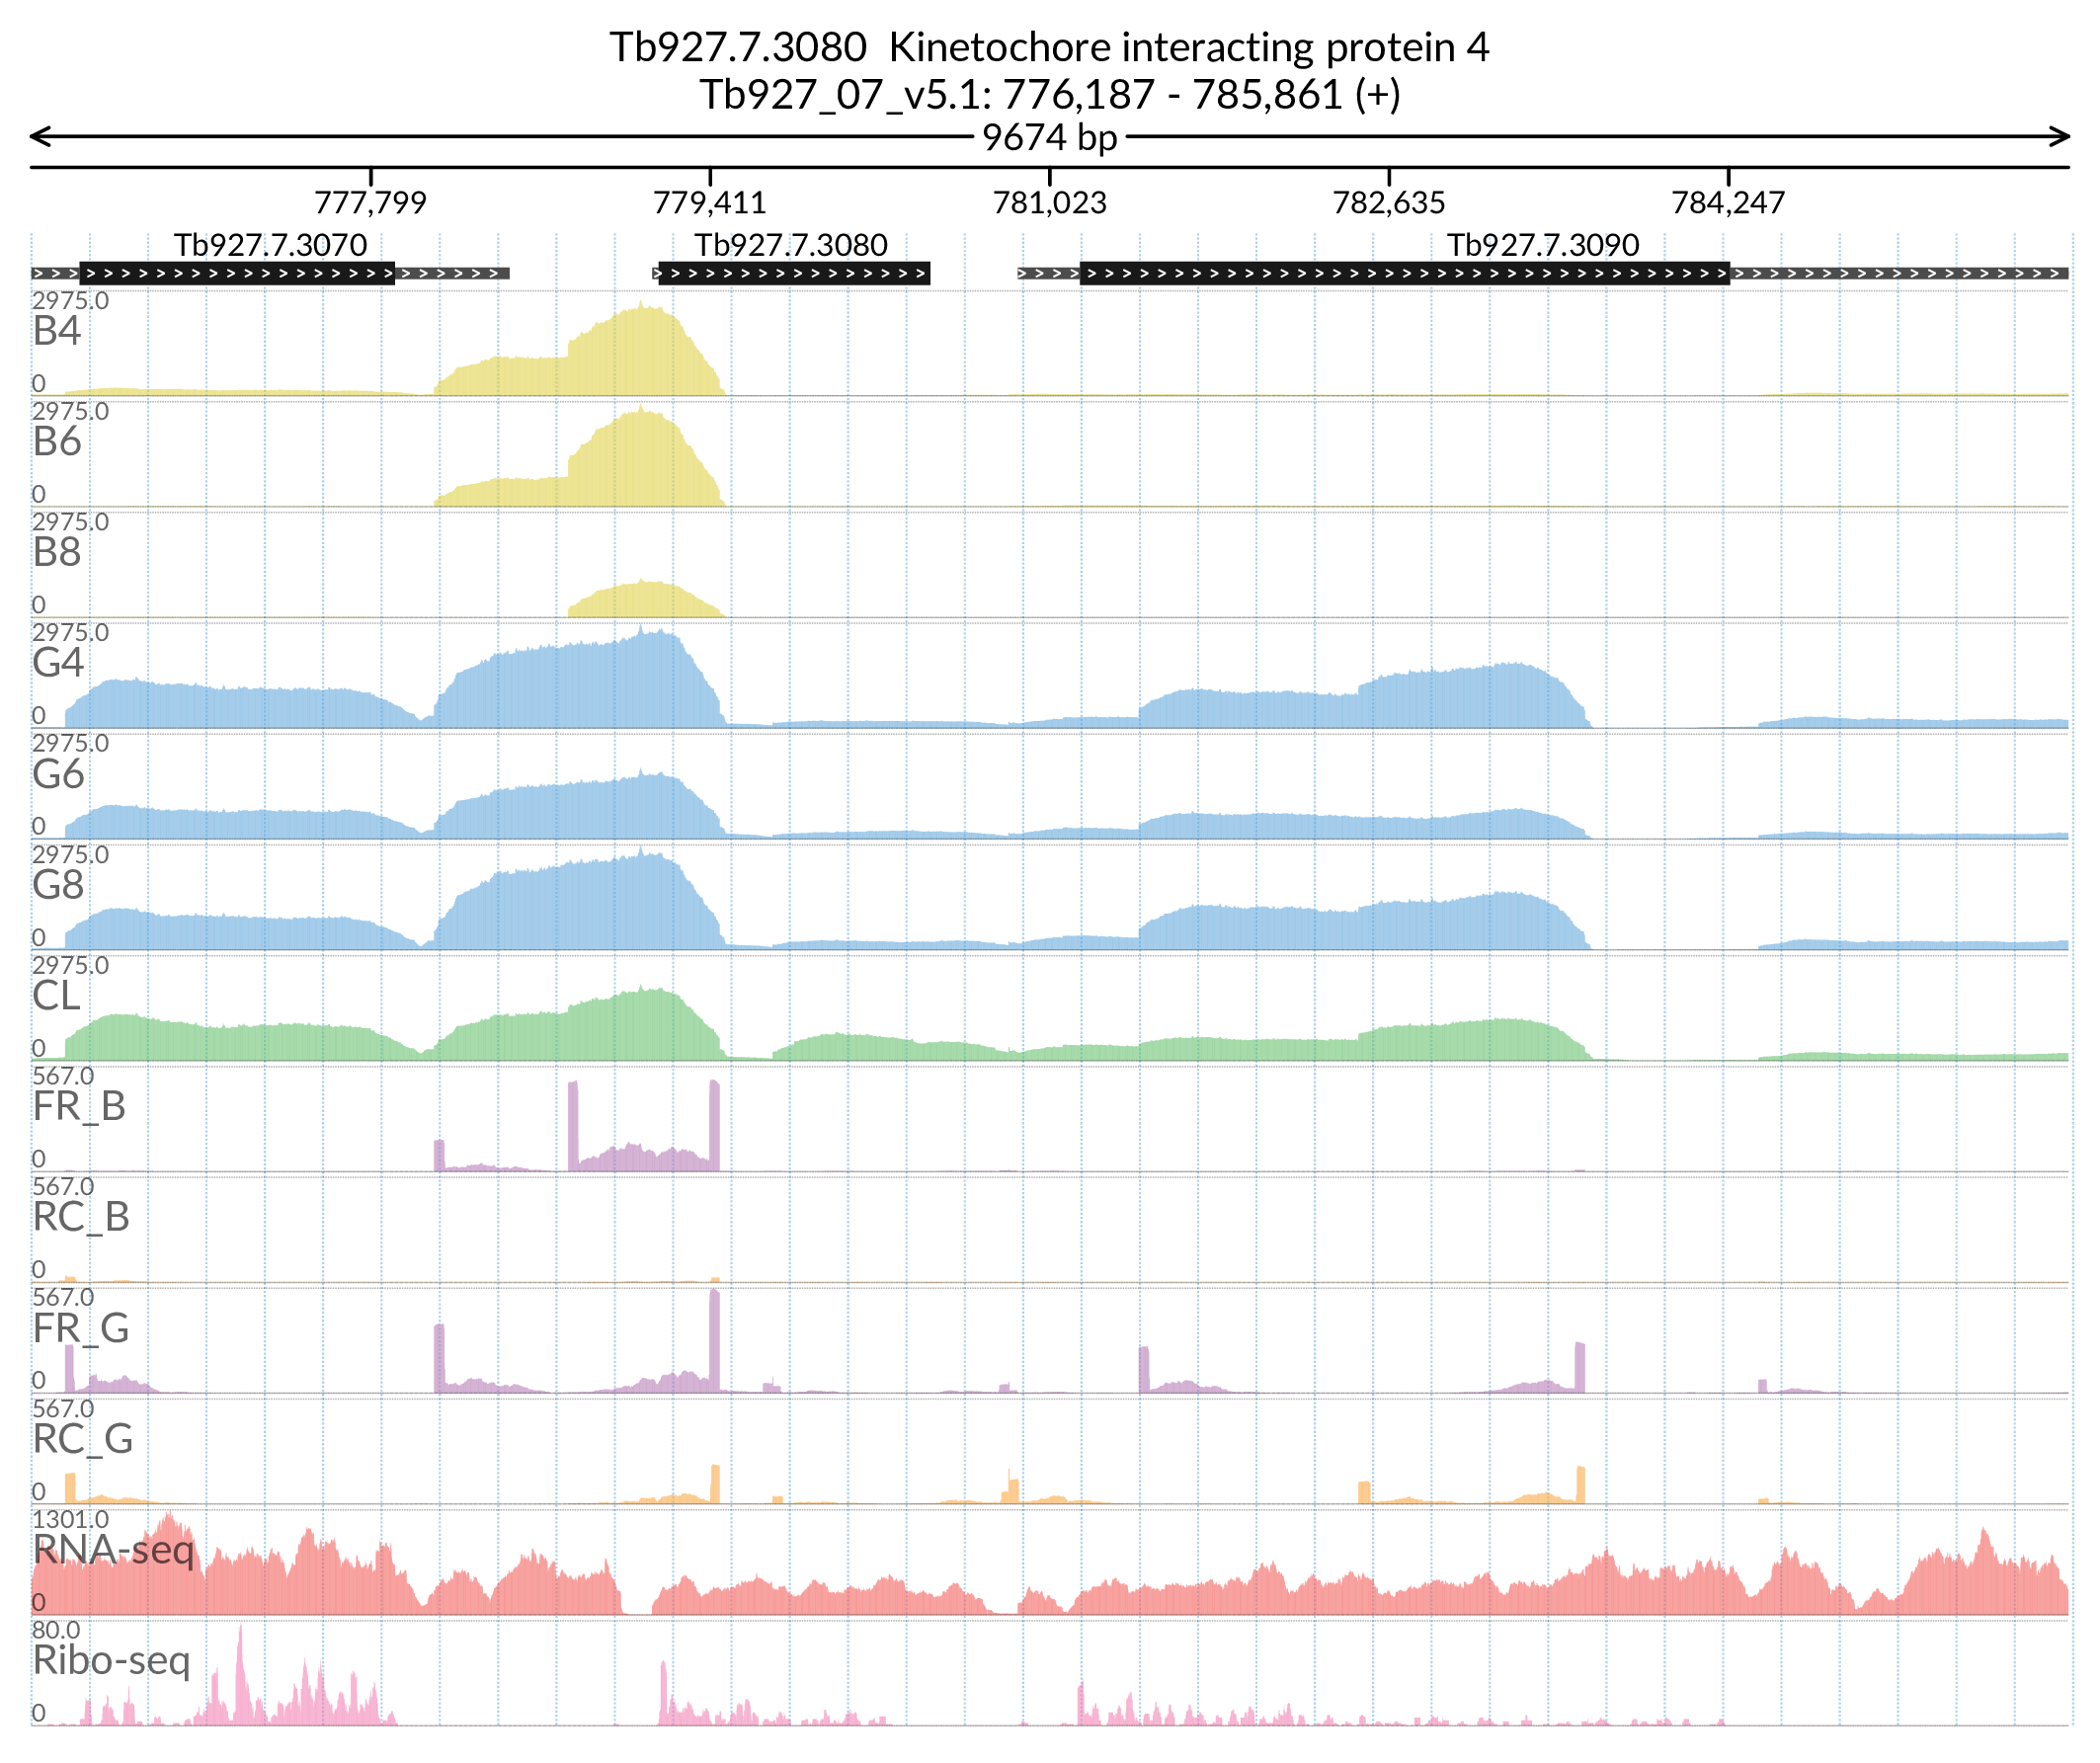 Tb927.7.3080  Kinetochore interacting protein 4
Tb927_07_v5.1: 776,187 - 785,861 (+)
9674 bp
777,799 779,411 781,023 782,635 784,247
Tb927.7.3070 Tb927.7.3080 Tb927.7.3090
2975.0
B4
0
2975.0
B6
0
2975.0
B8
0
2975.0
G4
0
2975.0
G6
0
2975.0
G8
0
2975.0
CL
0
567.0
FR_B
0
567.0
RC_B
0
567.0
FR_G
0
567.0
RC_G
0
1301.0
RNA-seq
0
80.0
Ribo-seq
0